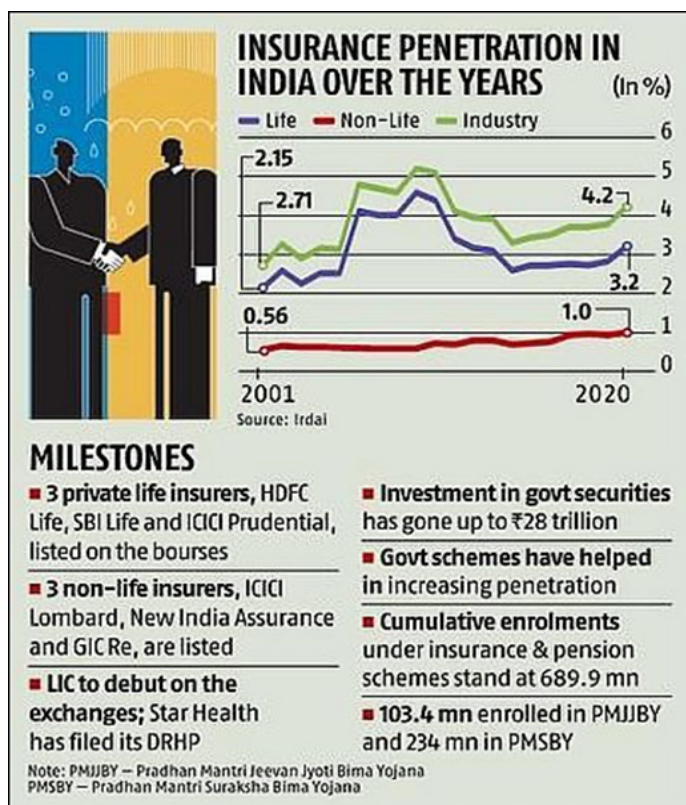 INSURANCE PENETRATION IN
INDIA OVER THE YEARS (In %)
Life Non-Life Industry
6
5
4
3
2
1
0
2.15
2.71
0.56
4.2
3.2
1.0
2001 2020
Source: Irdai
MILESTONES
3 private life insurers, HDFC
Life, SBI Life and ICICI Prudential,
listed on the bourses
3 non-life insurers, ICICI
Lombard, New India Assurance
and GIC Re, are listed
LIC to debut on the
exchanges; Star Health
has filed its DRHP
Investment in govt securities
has gone up to ₹28 trillion
Govt schemes have helped
in increasing penetration
Cumulative enrolments
under insurance & pension
schemes stand at 689.9 mn
103.4 mn enrolled in PMJJBY
and 234 mn in PMSBY
Note: PMJJBY — Pradhan Mantri Jeevan Jyoti Bima Yojana
PMSBY — Pradhan Mantri Suraksha Bima Yojana